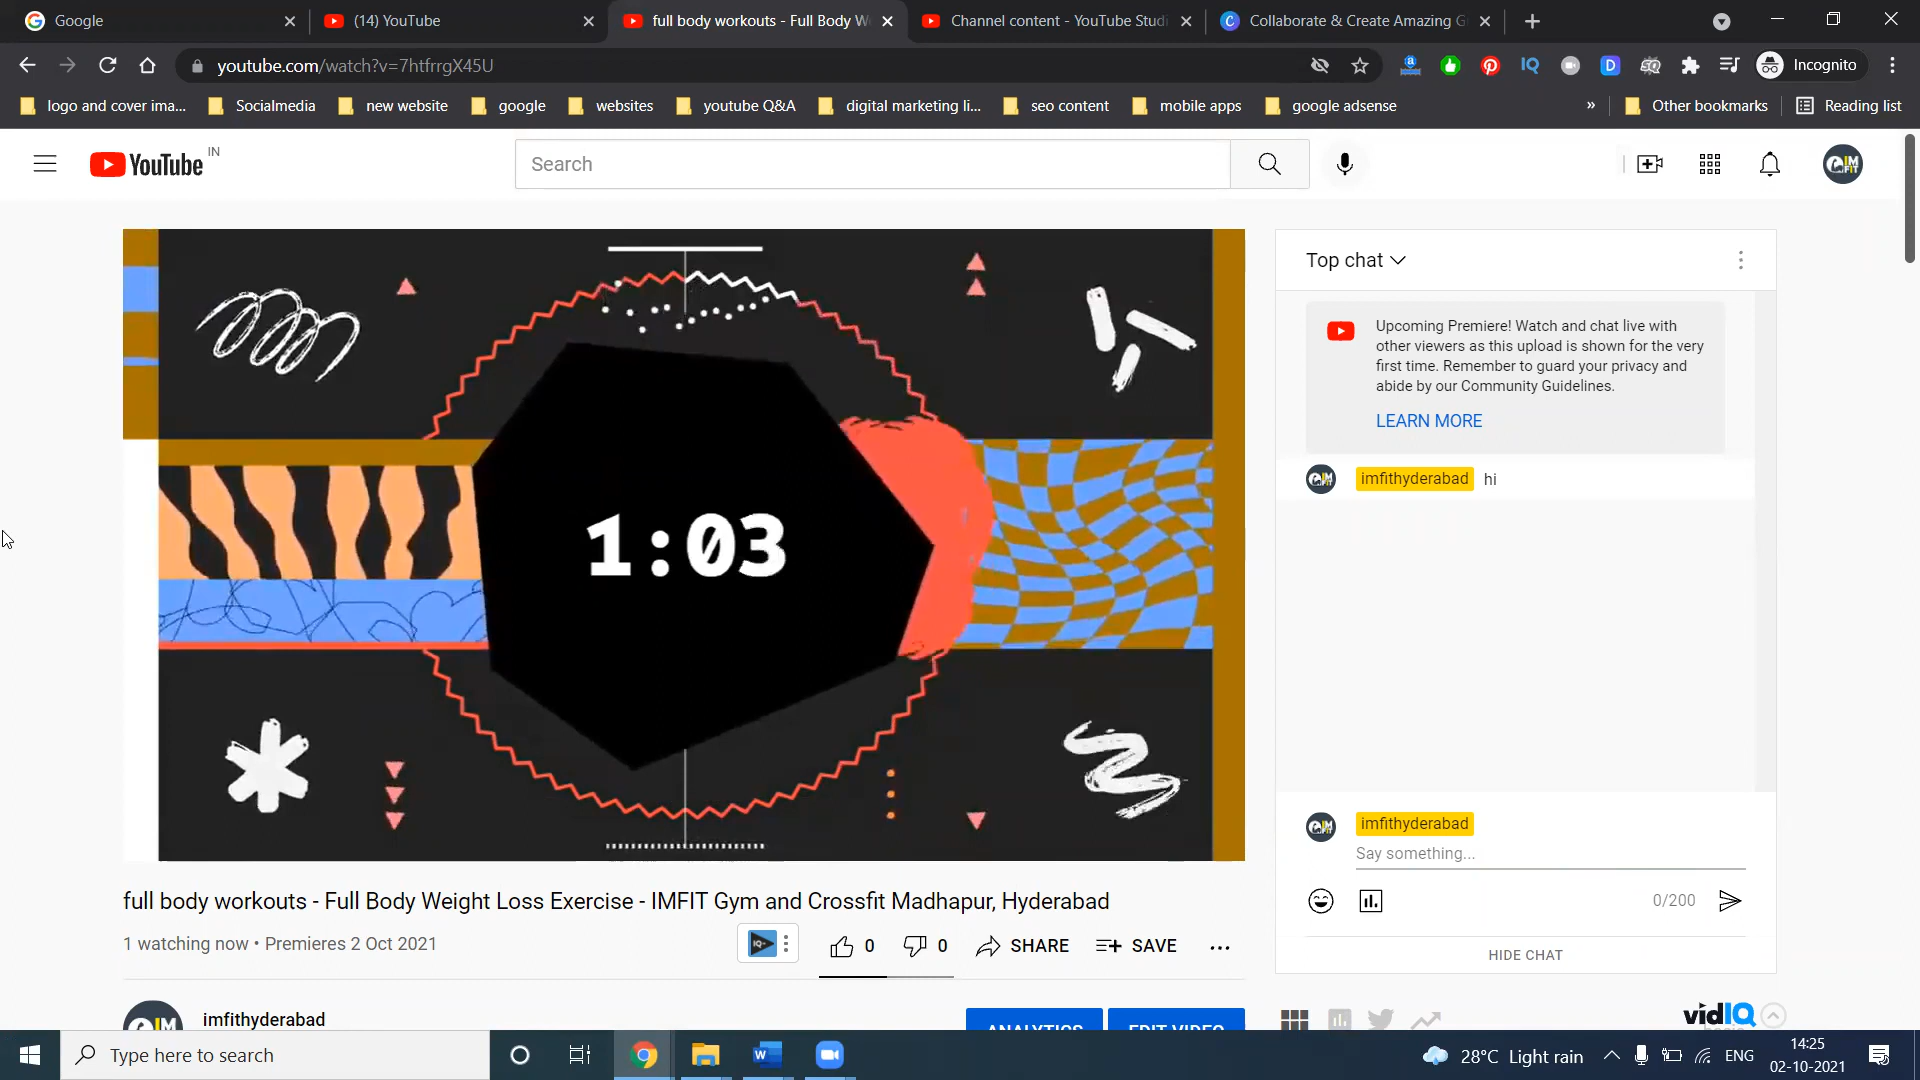 Google
(14) YouTube
full body workouts - Full Body W
Channel content - YouTube Studi
Collaborate & Create Amazing G
youtube.com/watch?v=7htfrrgX45U
Incognito
logo and cover ima...
Socialmedia
new website
google
websites
youtube Q&A
digital marketing li...
seo content
mobile apps
google adsense
»
Other bookmarks
Reading list
YouTube IN
Search
IM FIT
1:03
Top chat
Upcoming Premiere! Watch and chat live with
other viewers as this upload is shown for the very
first time. Remember to guard your privacy and
abide by our Community Guidelines.
LEARN MORE
imfithyderabad hi
imfithyderabad
Say something...
0/200
HIDE CHAT
full body workouts - Full Body Weight Loss Exercise - IMFIT Gym and Crossfit Madhapur, Hyderabad
1 watching now • Premieres 2 Oct 2021
0
0
SHARE
SAVE
imfithyderabad
ANALYTICS
EDIT VIDEO
vidIQ
Type here to search
28°C Light rain
ENG
14:25
02-10-2021